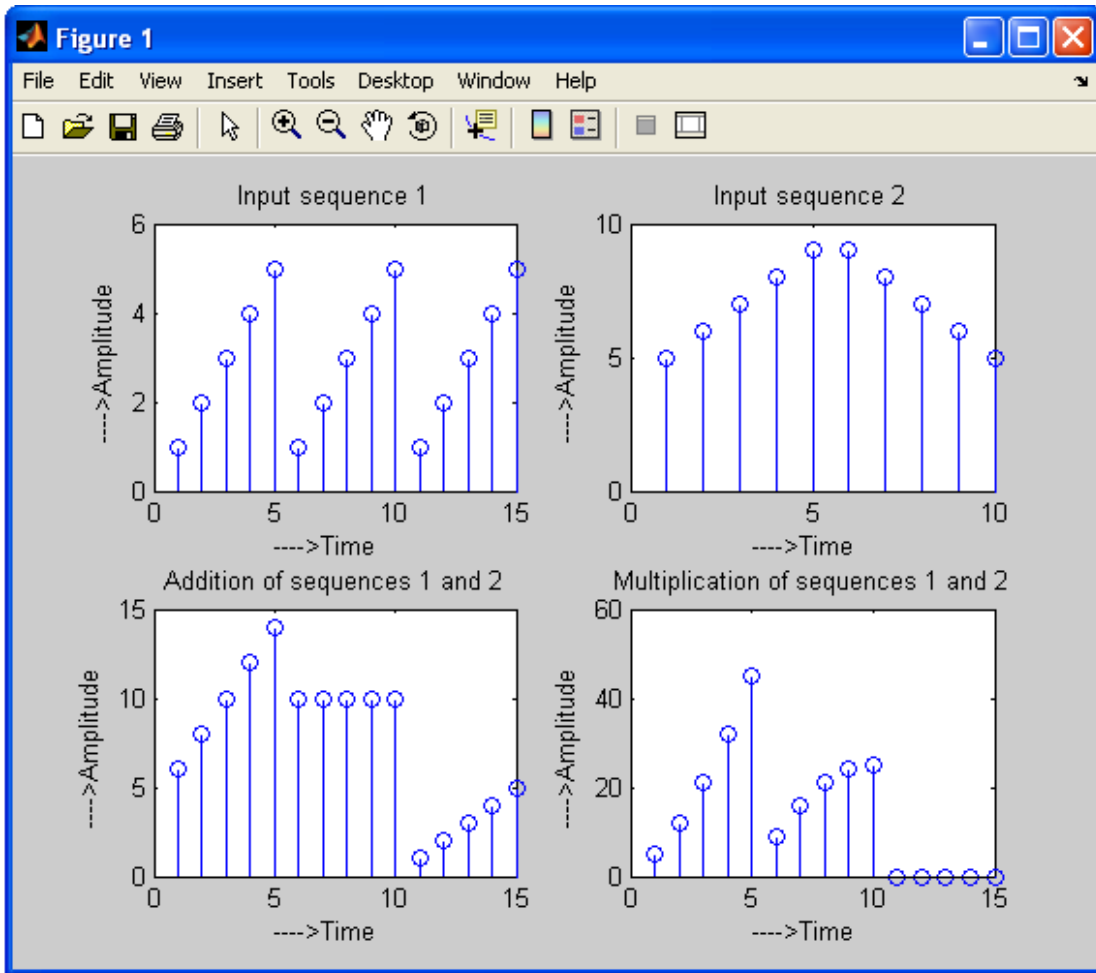 Figure 1
File Edit View Insert Tools Desktop Window Help
Input sequence 1
6
4
2
0
---->Amplitude
0 5 10 15
---->Time
Input sequence 2
10
5
0
---->Amplitude
0 5 10
---->Time
Addition of sequences 1 and 2
15
10
5
0
---->Amplitude
0 5 10 15
---->Time
Multiplication of sequences 1 and 2
60
40
20
0
---->Amplitude
0 5 10 15
---->Time